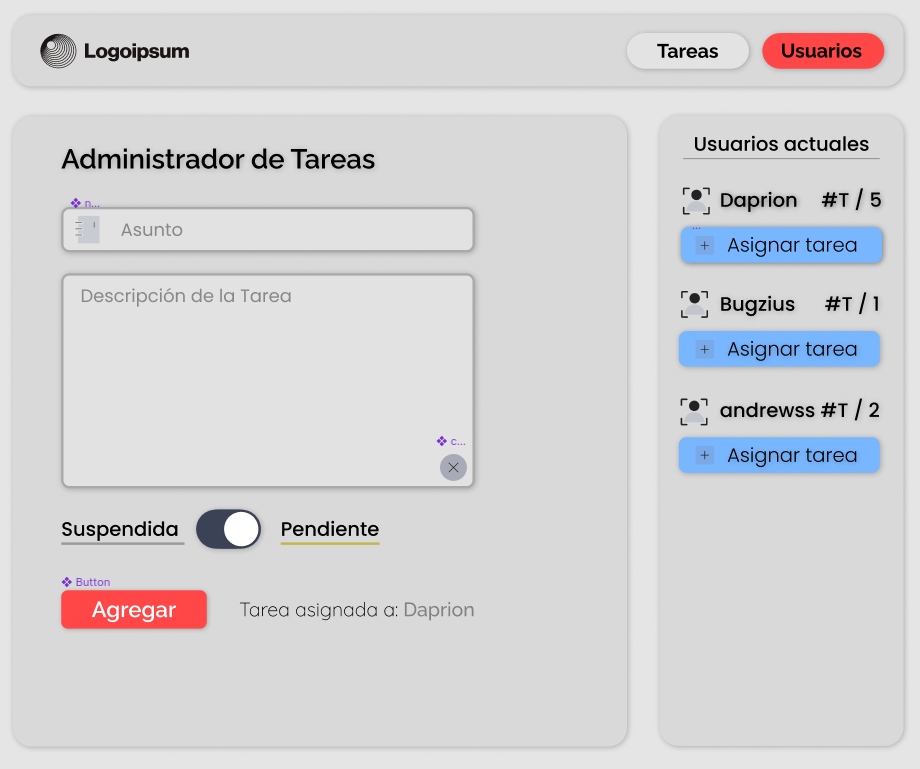 Logoipsum
Tareas
Usuarios
Administrador de Tareas
n...
Asunto
Descripción de la Tarea
c...
Suspendida
Pendiente
Button
Agregar
Tarea asignada a: Daprion
Usuarios actuales
Daprion #T / 5
...
+ Asignar tarea
Bugzius #T / 1
+ Asignar tarea
andrewss #T / 2
+ Asignar tarea